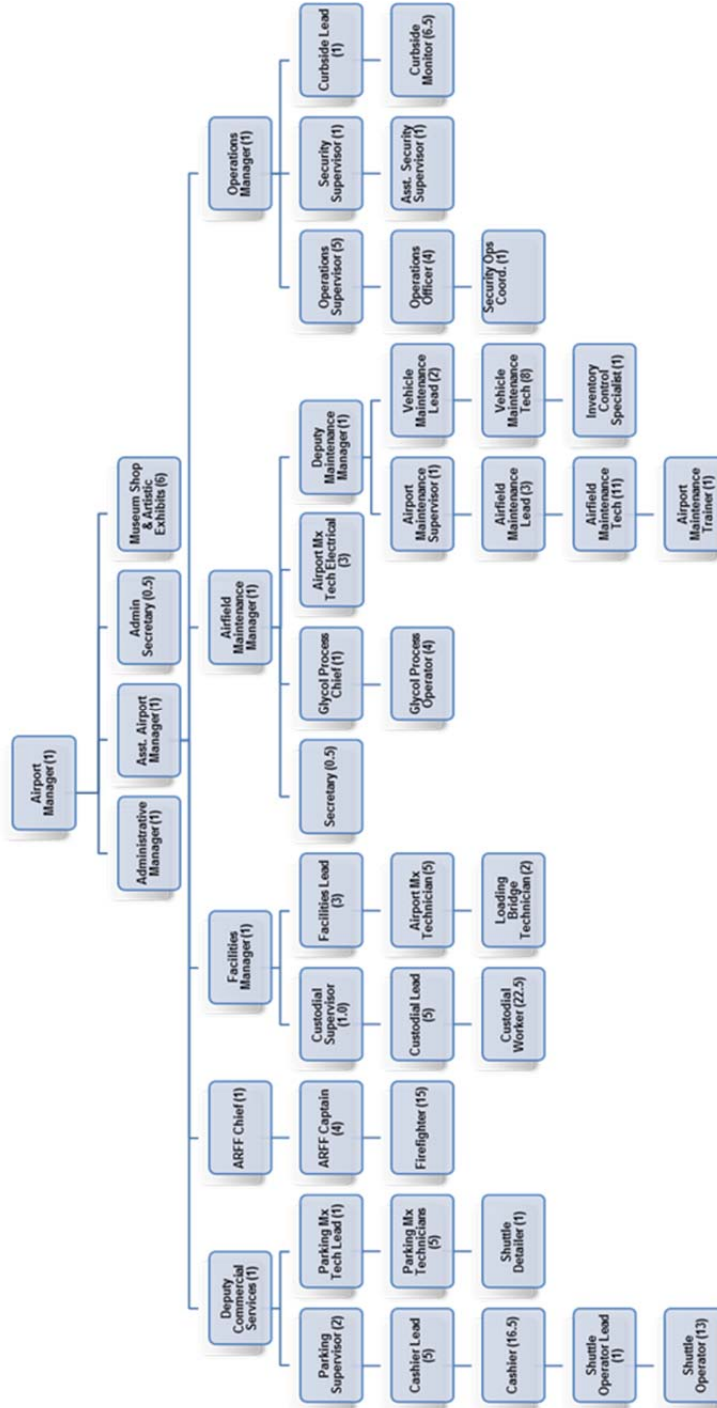 Airport
Manager (1)
Administrative
Manager (1)
Asst. Airport
Manager (1)
Admin
Secretary (0.5)
Museum Shop
& Artistic
Exhibits (6)
Deputy
Commercial
Services (1)
ARFF Chief (1)
Facilities
Manager (1)
Airfield
Maintenance
Manager (1)
Operations
Manager (1)
Parking
Supervisor (2)
Cashier Lead
(5)
Cashier (16.5)
Shuttle
Operator Lead
(1)
Shuttle
Operator (13)
Parking Mx
Tech Lead (1)
Parking Mx
Technicians
(5)
Shuttle
Detailer (1)
ARFF Captain
(4)
Firefighter (15)
Custodial
Supervisor
(1.0)
Custodial Lead
(5)
Custodial
Worker (22.5)
Facilities Lead
(3)
Airport Mx
Technician (5)
Loading
Bridge
Technician (2)
Secretary (0.5)
Glycol Process
Chief (1)
Glycol Process
Operator (4)
Airport Mx
Tech Electrical
(3)
Deputy
Maintenance
Manager (1)
Airport
Maintenance
Supervisor (1)
Airfield
Maintenance
Lead (3)
Airfield
Maintenance
Tech (11)
Airport
Maintenance
Trainer (1)
Vehicle
Maintenance
Lead (2)
Vehicle
Maintenance
Tech (8)
Inventory
Control
Specialist (1)
Operations
Supervisor (5)
Operations
Officer (4)
Security Ops
Coord. (1)
Security
Supervisor (1)
Asst. Security
Supervisor (1)
Curbside Lead
(1)
Curbside
Monitor (6.5)